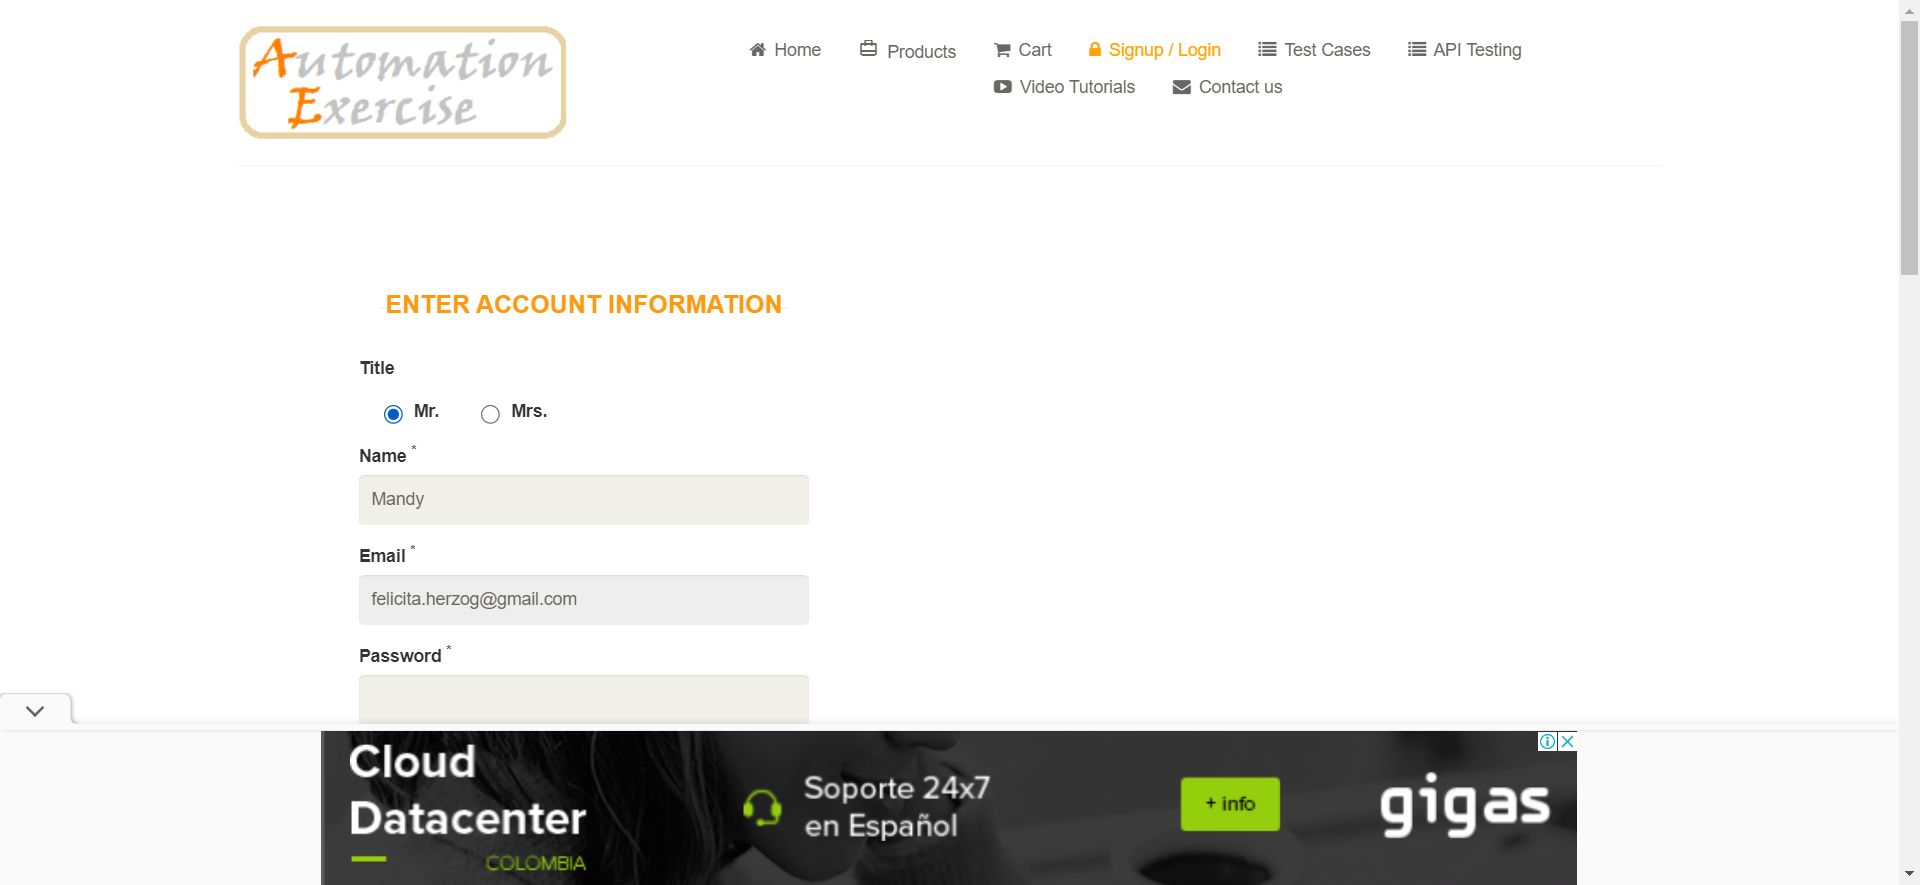 Automation
Exercise
Home
Products
Cart
Signup / Login
Test Cases
API Testing
Video Tutorials
Contact us
ENTER ACCOUNT INFORMATION
Title
Mr.
Mrs.
Name *
Mandy
Email *
felicita.herzog@gmail.com
Password *
Cloud
Datacenter
COLOMBIA
Soporte 24x7
en Español
+ info
gigas